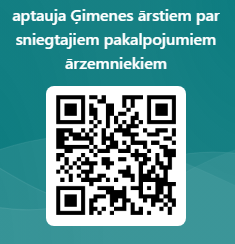 aptauja Ģimenes ārstiem par
sniegtajiem pakalpojumiem
ārzemniekiem